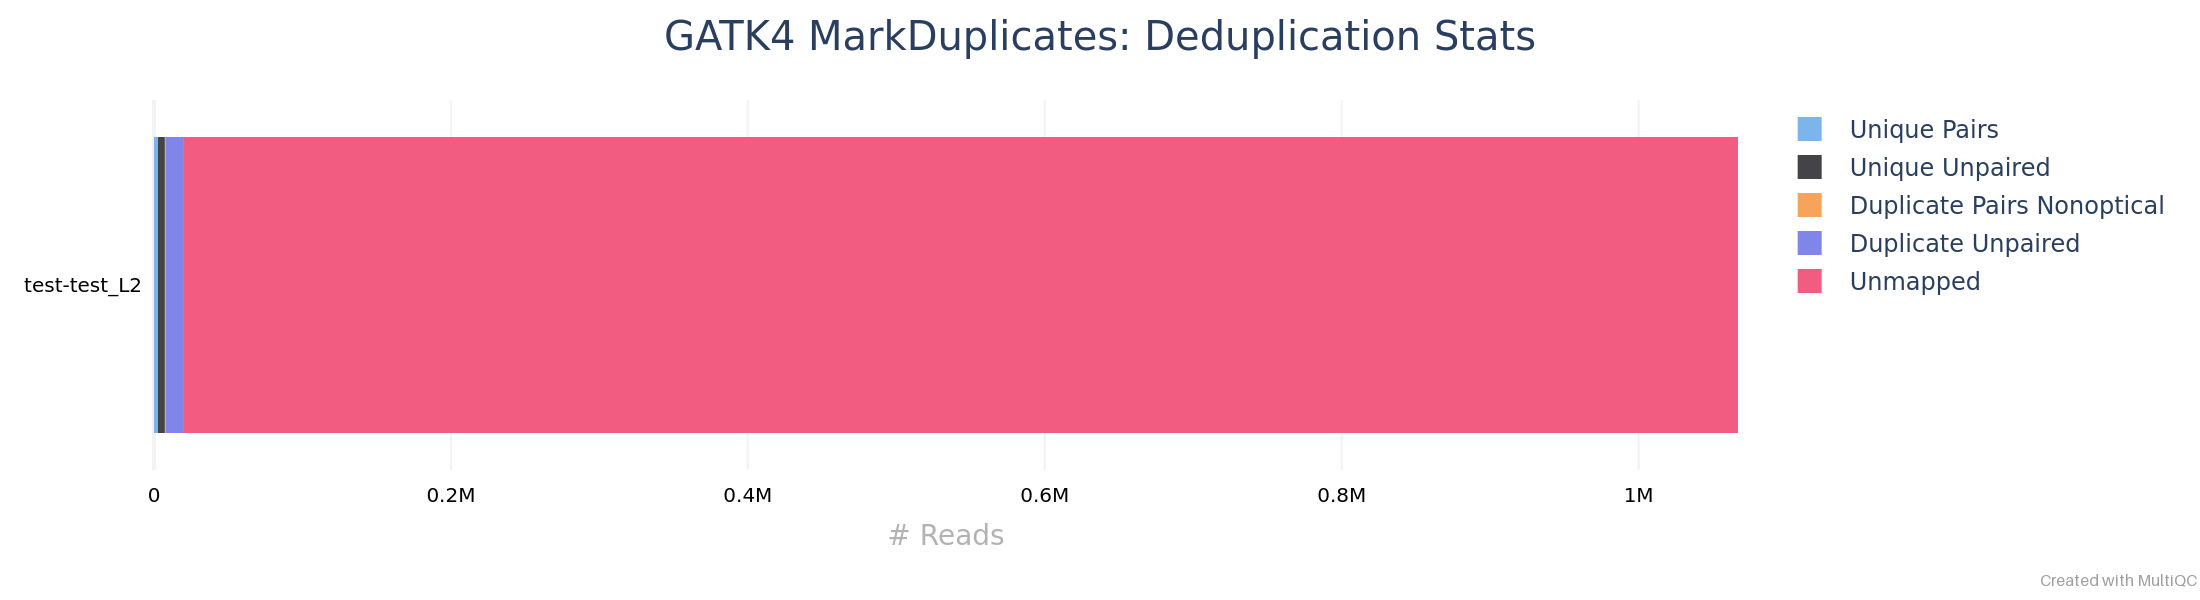 GATK4 MarkDuplicates: Deduplication Stats
Unique Pairs
Unique Unpaired
Duplicate Pairs Nonoptical
Duplicate Unpaired
Unmapped
test-test_L2
0 0.2M 0.4M 0.6M 0.8M 1M
# Reads
Created with MultiQC